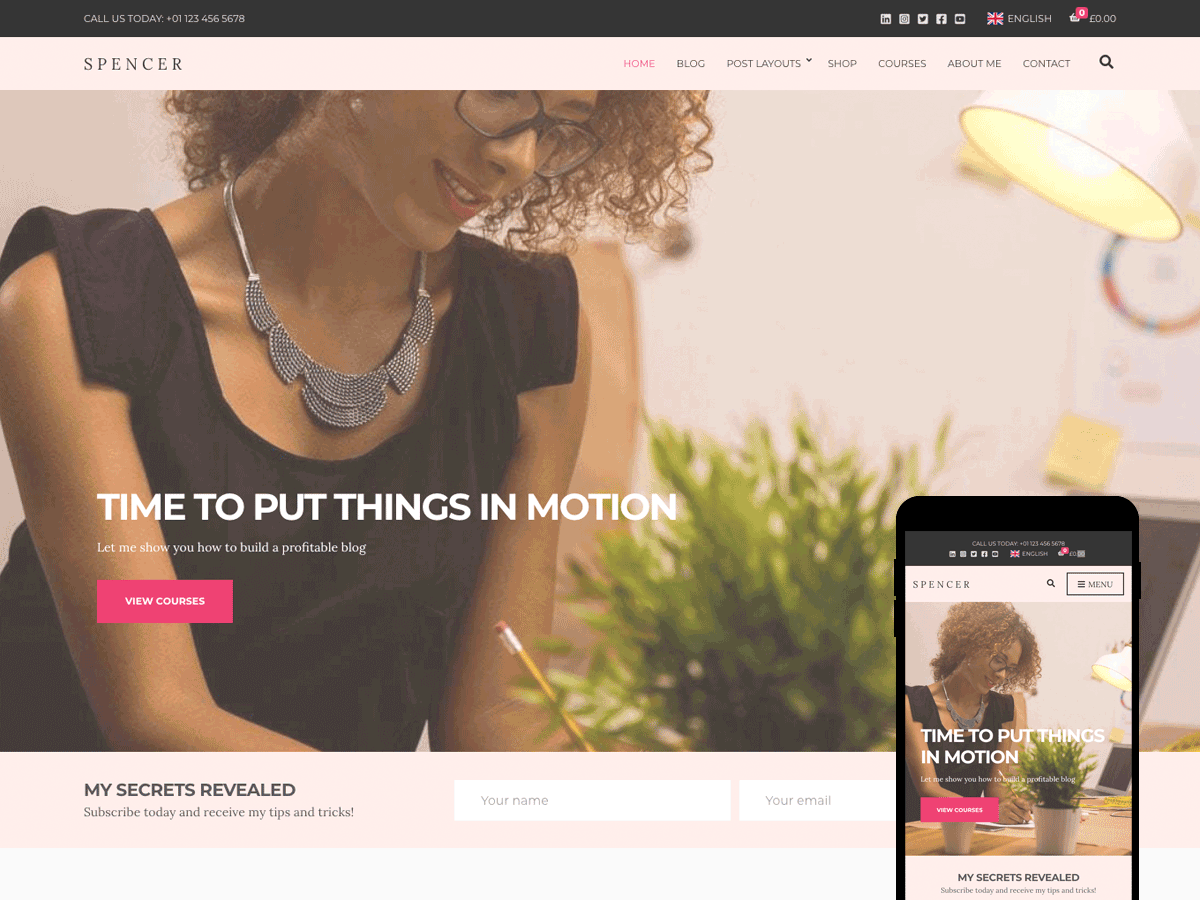 CALL US TODAY: +01 123 456 5678
ENGLISH
0
£0.00
SPENCER
HOME
BLOG
POST LAYOUTS
SHOP
COURSES
ABOUT ME
CONTACT
TIME TO PUT THINGS IN MOTION
Let me show you how to build a profitable blog
VIEW COURSES
MY SECRETS REVEALED
Subscribe today and receive my tips and tricks!
Your name
Your email
CALL US TODAY: +01 123 456 5678
ENGLISH
SPENCER
MENU
TIME TO PUT THINGS
IN MOTION
Let me show you how to build a profitable blog
VIEW COURSES
MY SECRETS REVEALED
Subscribe today and receive my tips and tricks!